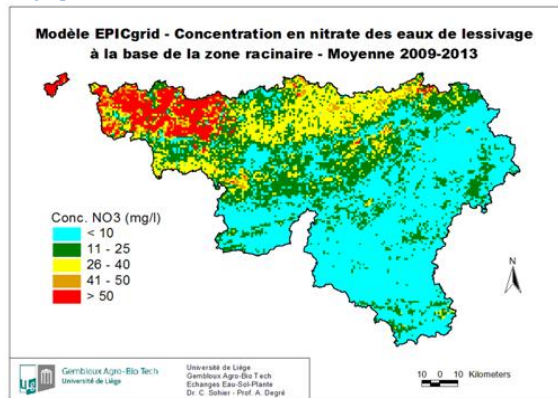 Modèle EPICgrid - Concentration en nitrate des eaux de lessivage
à la base de la zone racinaire - Moyenne 2009-2013
Conc. NO3 (mg/l)
< 10
11 - 25
26 - 40
41 - 50
> 50
N
Gembloux Agro-Bio Tech
Université de Liège
Université de Liège
Gembloux Agro-Bio Tech
Echanges Eau-Sol-Plante
Dr. C. Sohier - Prof. A. Degré
10 0 10 Kilometers